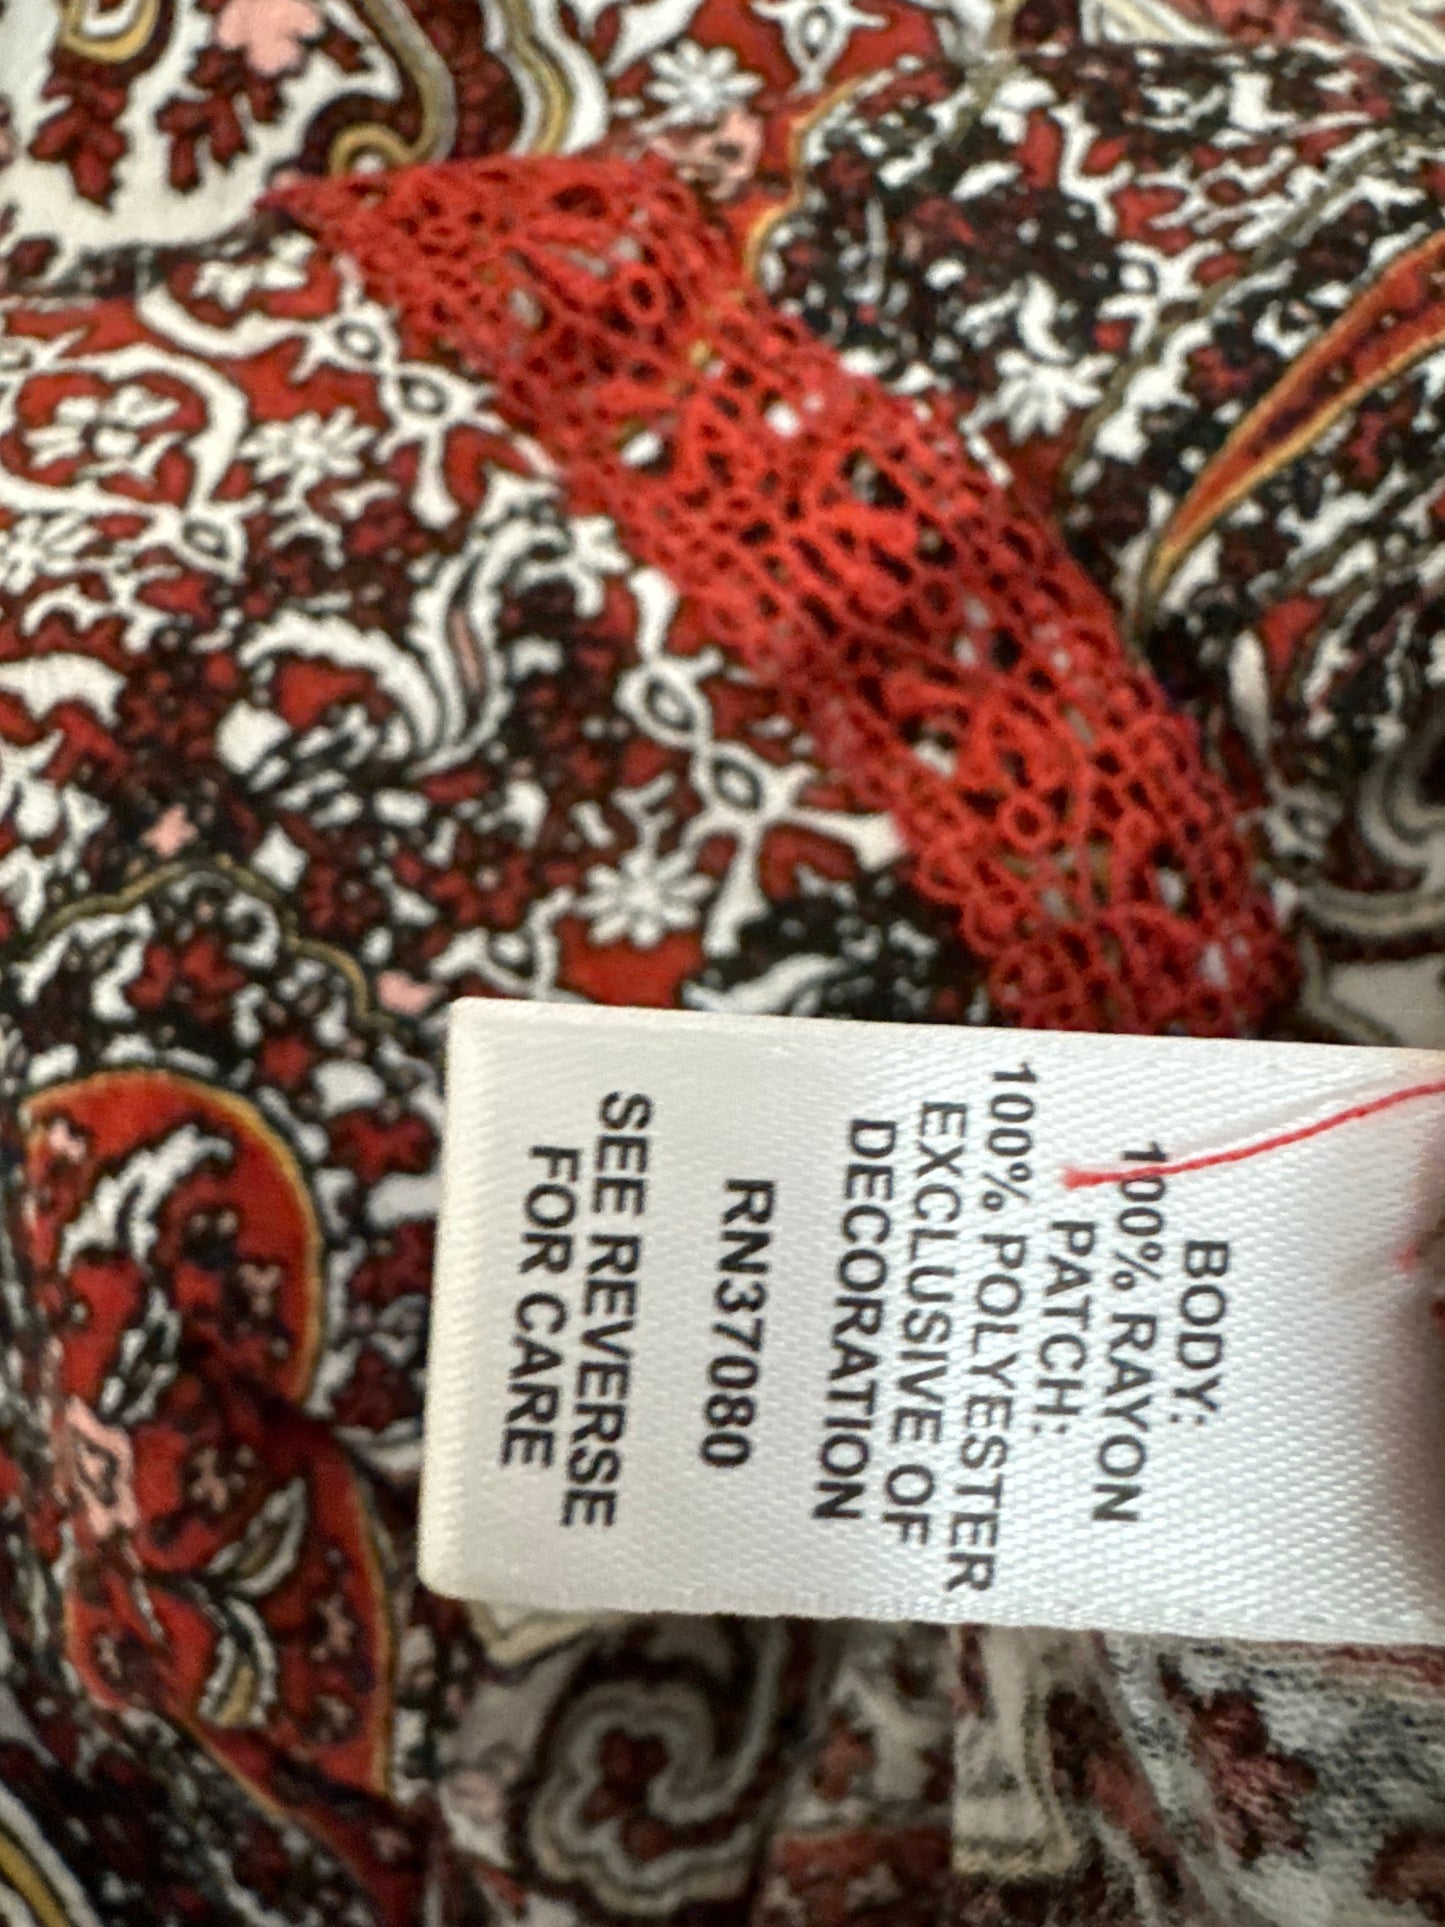 BODY:
100% RAYON
PATCH:
100% POLYESTER
EXCLUSIVE OF
DECORATION
RN37080
SEE REVERSE
FOR CARE